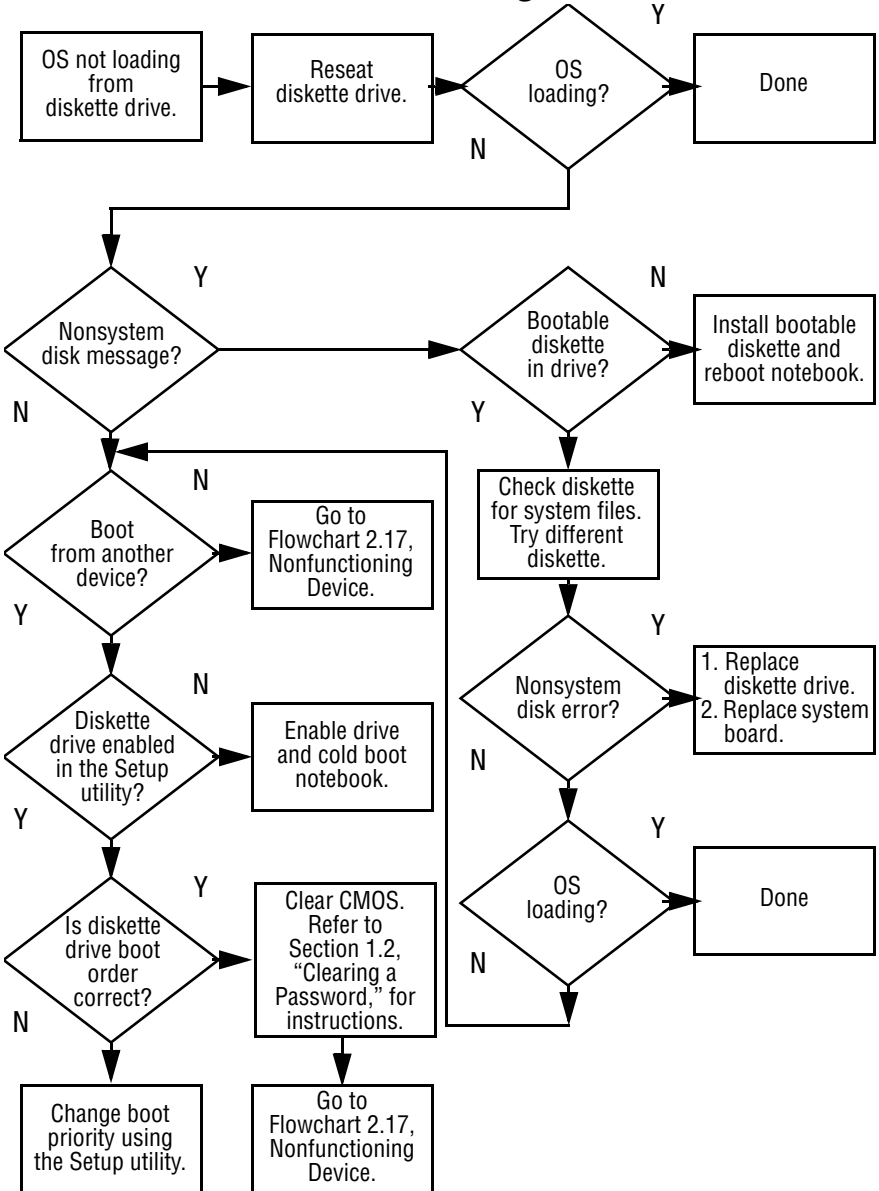 OS not loading
from
diskette drive.
Reseat
diskette drive.
OS
loading?
Y
Done
N
Nonsystem
disk message?
Y
N
Bootable
diskette
in drive?
N
Install bootable
diskette and
reboot notebook.
Y
Check diskette
for system files.
Try different
diskette.
Boot
from another
device?
N
Go to
Flowchart 2.17,
Nonfunctioning
Device.
Y
Nonsystem
disk error?
Y
1. Replace
diskette drive.
2. Replace system
board.
N
Diskette
drive enabled
in the Setup
utility?
N
Enable drive
and cold boot
notebook.
Y
OS
loading?
Y
Done
N
Is diskette
drive boot
order
correct?
Y
Clear CMOS.
Refer to
Section 1.2,
“Clearing a
Password,” for
instructions.
N
Change boot
priority using
the Setup utility.
Go to
Flowchart 2.17,
Nonfunctioning
Device.